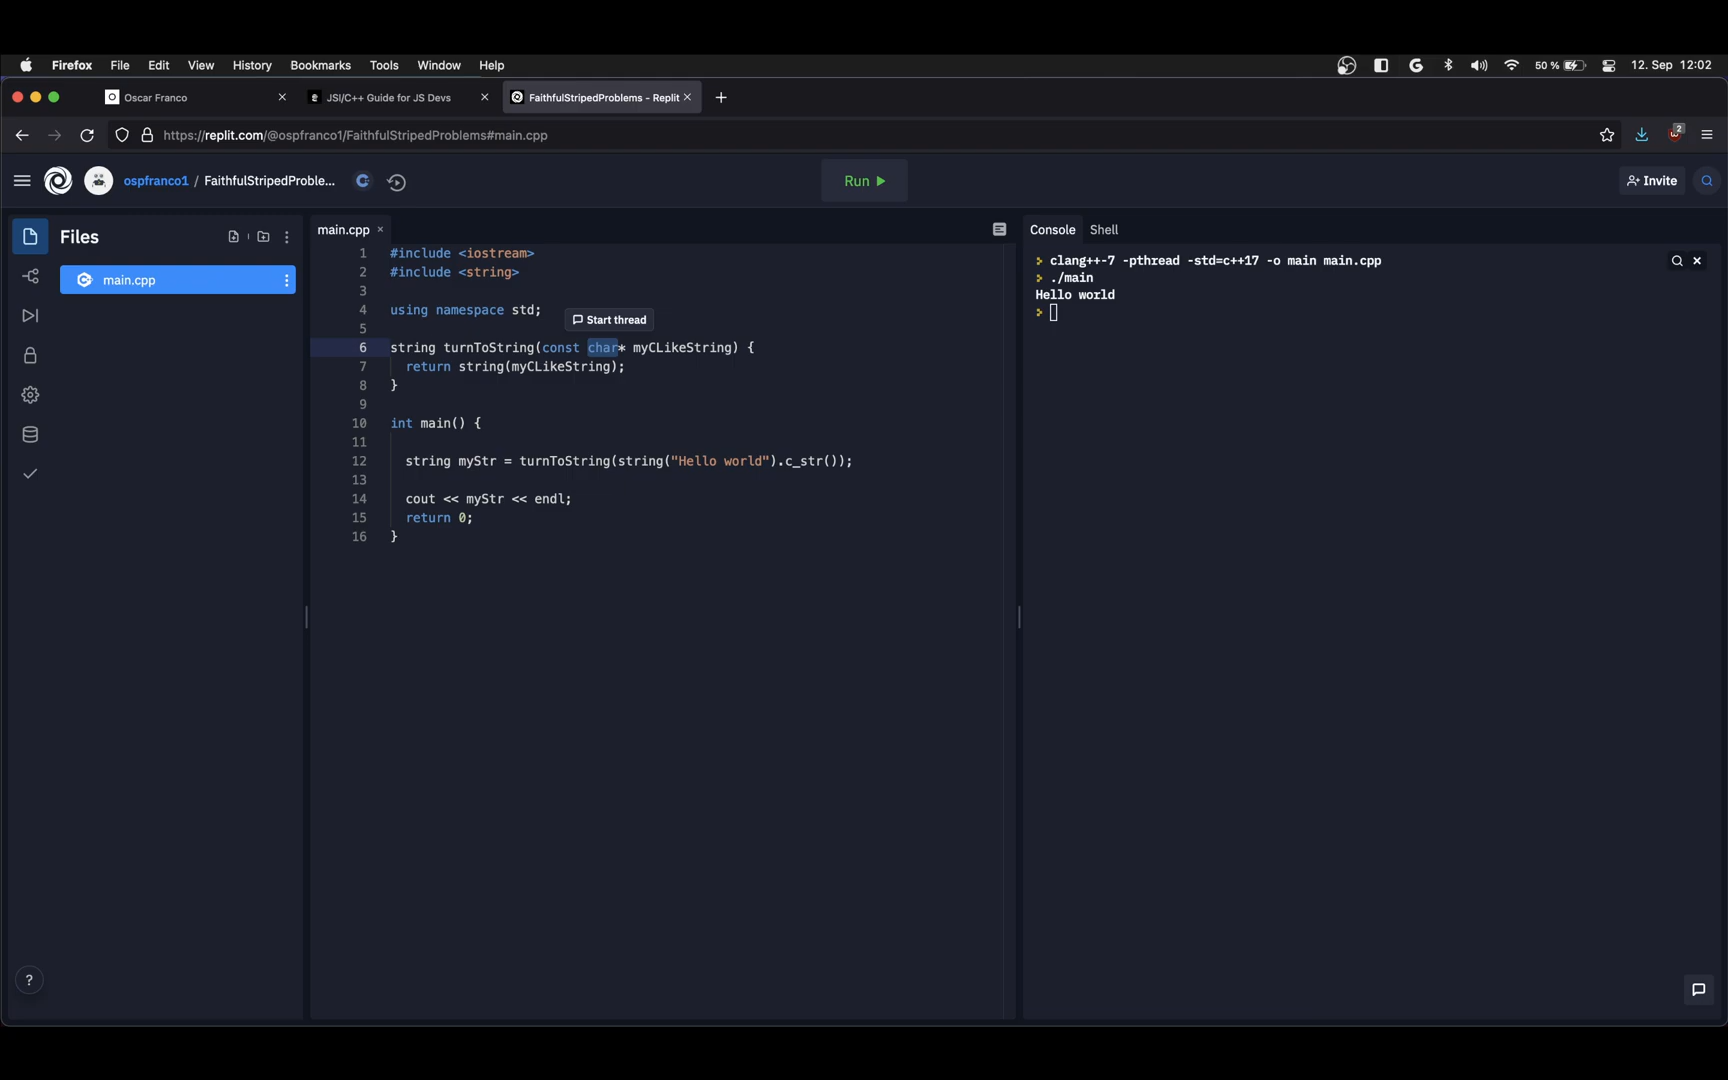 Firefox File Edit View History Bookmarks Tools Window Help 50 % 12. Sep 12:02
Oscar Franco
JSI/C++ Guide for JS Devs
FaithfulStripedProblems - Replit
https://replit.com/@ospfranco1/FaithfulStripedProblems#main.cpp
2
ospfranco1 / FaithfulStripedProble...
Run
Invite
Files
main.cpp
main.cpp
1 #include <iostream>
2 #include <string>
3
4 using namespace std;
Start thread
5
6 string turnToString(const char* myCLikeString) {
7 return string(myCLikeString);
8 }
9
10 int main() {
11
12 string myStr = turnToString(string("Hello world").c_str());
13
14 cout << myStr << endl;
15 return 0;
16 }
Console Shell
clang++-7 -pthread -std=c++17 -o main main.cpp
./main
Hello world
?